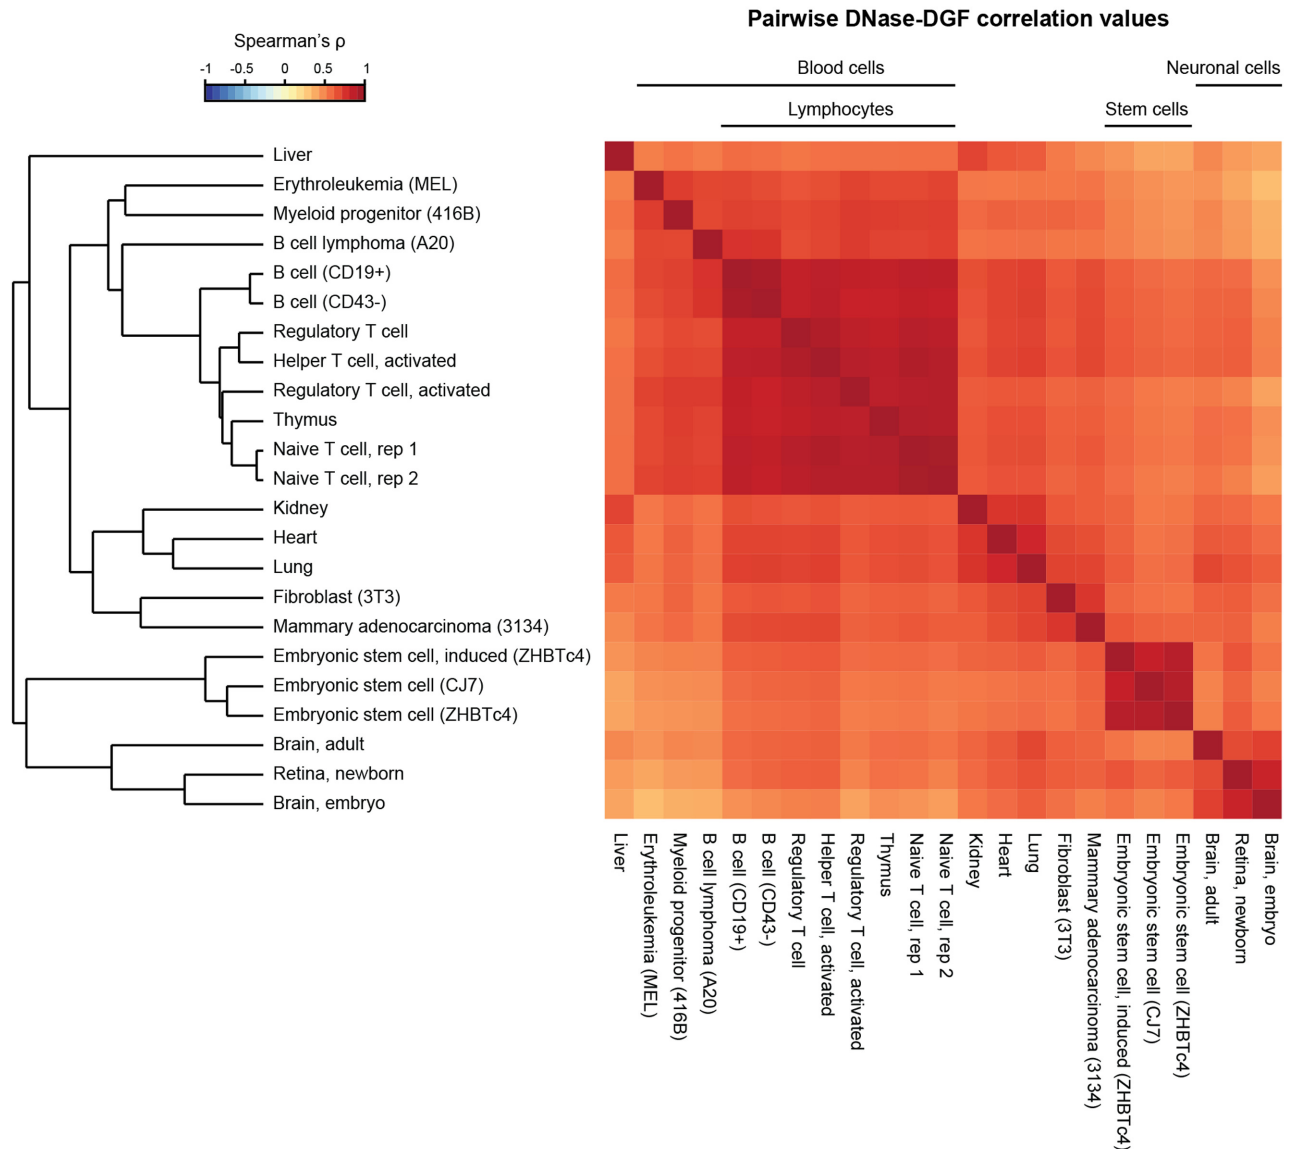 Pairwise DNase-DGF correlation values
Spearman's ρ
-1 -0.5 0 0.5 1
Blood cells
Neuronal cells
Lymphocytes
Stem cells
Liver
Erythroleukemia (MEL)
Myeloid progenitor (416B)
B cell lymphoma (A20)
B cell (CD19+)
B cell (CD43-)
Regulatory T cell
Helper T cell, activated
Regulatory T cell, activated
Thymus
Naive T cell, rep 1
Naive T cell, rep 2
Kidney
Heart
Lung
Fibroblast (3T3)
Mammary adenocarcinoma (3134)
Embryonic stem cell, induced (ZHBTc4)
Embryonic stem cell (CJ7)
Embryonic stem cell (ZHBTc4)
Brain, adult
Retina, newborn
Brain, embryo
Liver
Erythroleukemia (MEL)
Myeloid progenitor (416B)
B cell lymphoma (A20)
B cell (CD19+)
B cell (CD43-)
Regulatory T cell
Helper T cell, activated
Regulatory T cell, activated
Thymus
Naive T cell, rep 1
Naive T cell, rep 2
Kidney
Heart
Lung
Fibroblast (3T3)
Mammary adenocarcinoma (3134)
Embryonic stem cell, induced (ZHBTc4)
Embryonic stem cell (CJ7)
Embryonic stem cell (ZHBTc4)
Brain, adult
Retina, newborn
Brain, embryo